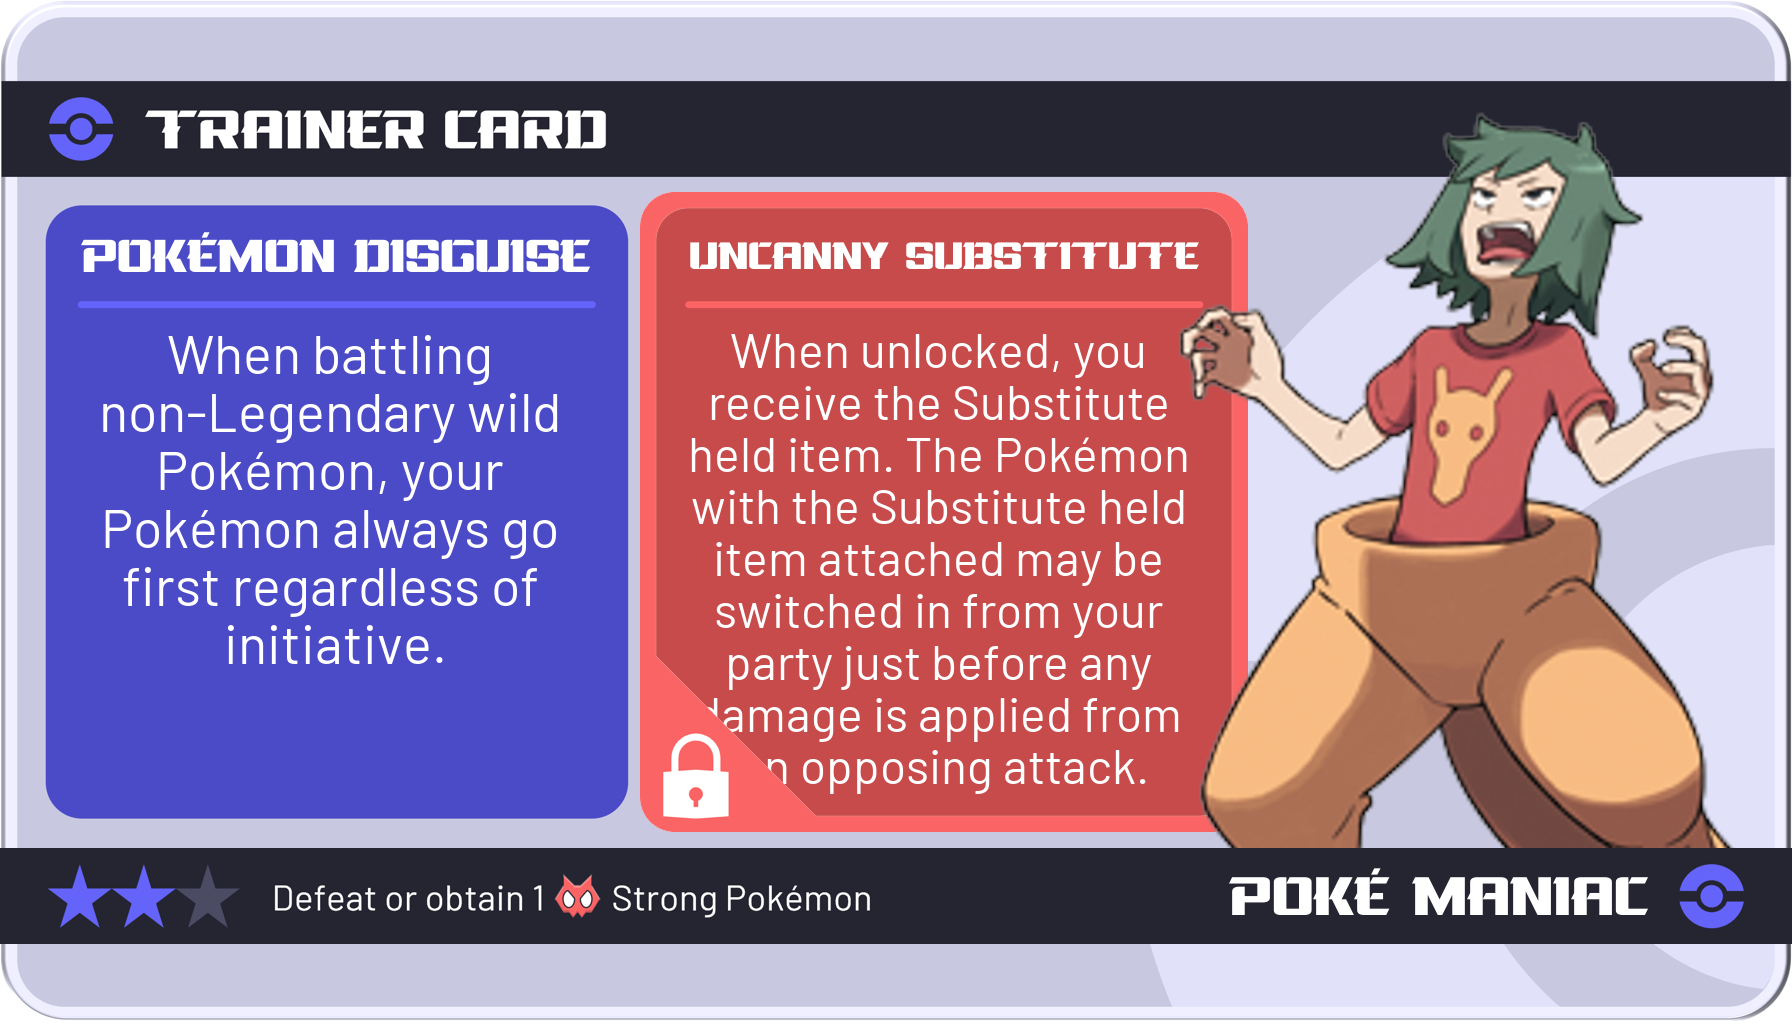 TRAINER CARD
POKÉMON DISGUISE
When battling
non-Legendary wild
Pokémon, your
Pokémon always go
first regardless of
initiative.
UNCANNY SUBSTITUTE
When unlocked, you
receive the Substitute
held item. The Pokémon
with the Substitute held
item attached may be
switched in from your
party just before any
damage is applied from
an opposing attack.
Defeat or obtain 1 Strong Pokémon
POKÉ MANIAC